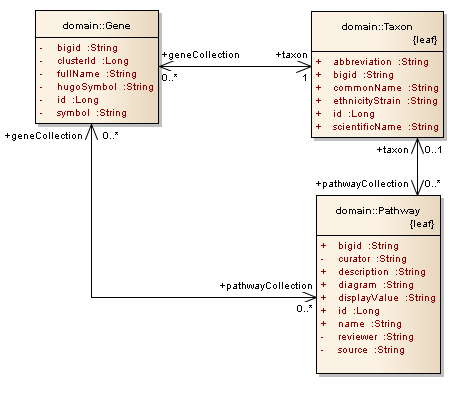 domain::Gene
- bigid :String
- clusterId :Long
- fullName :String
- hugoSymbol :String
- id :Long
- symbol :String
domain::Taxon
{leaf}
+ abbreviation :String
+ bigid :String
+ commonName :String
+ ethnicityStrain :String
+ id :Long
+ scientificName :String
+geneCollection +taxon
0..* 1
+geneCollection 0..*
+taxon 0..1
+pathwayCollection 0..*
domain::Pathway
{leaf}
+ bigid :String
- curator :String
+ description :String
+ diagram :String
+ displayValue :String
+ id :Long
+ name :String
- reviewer :String
- source :String
+pathwayCollection
0..*